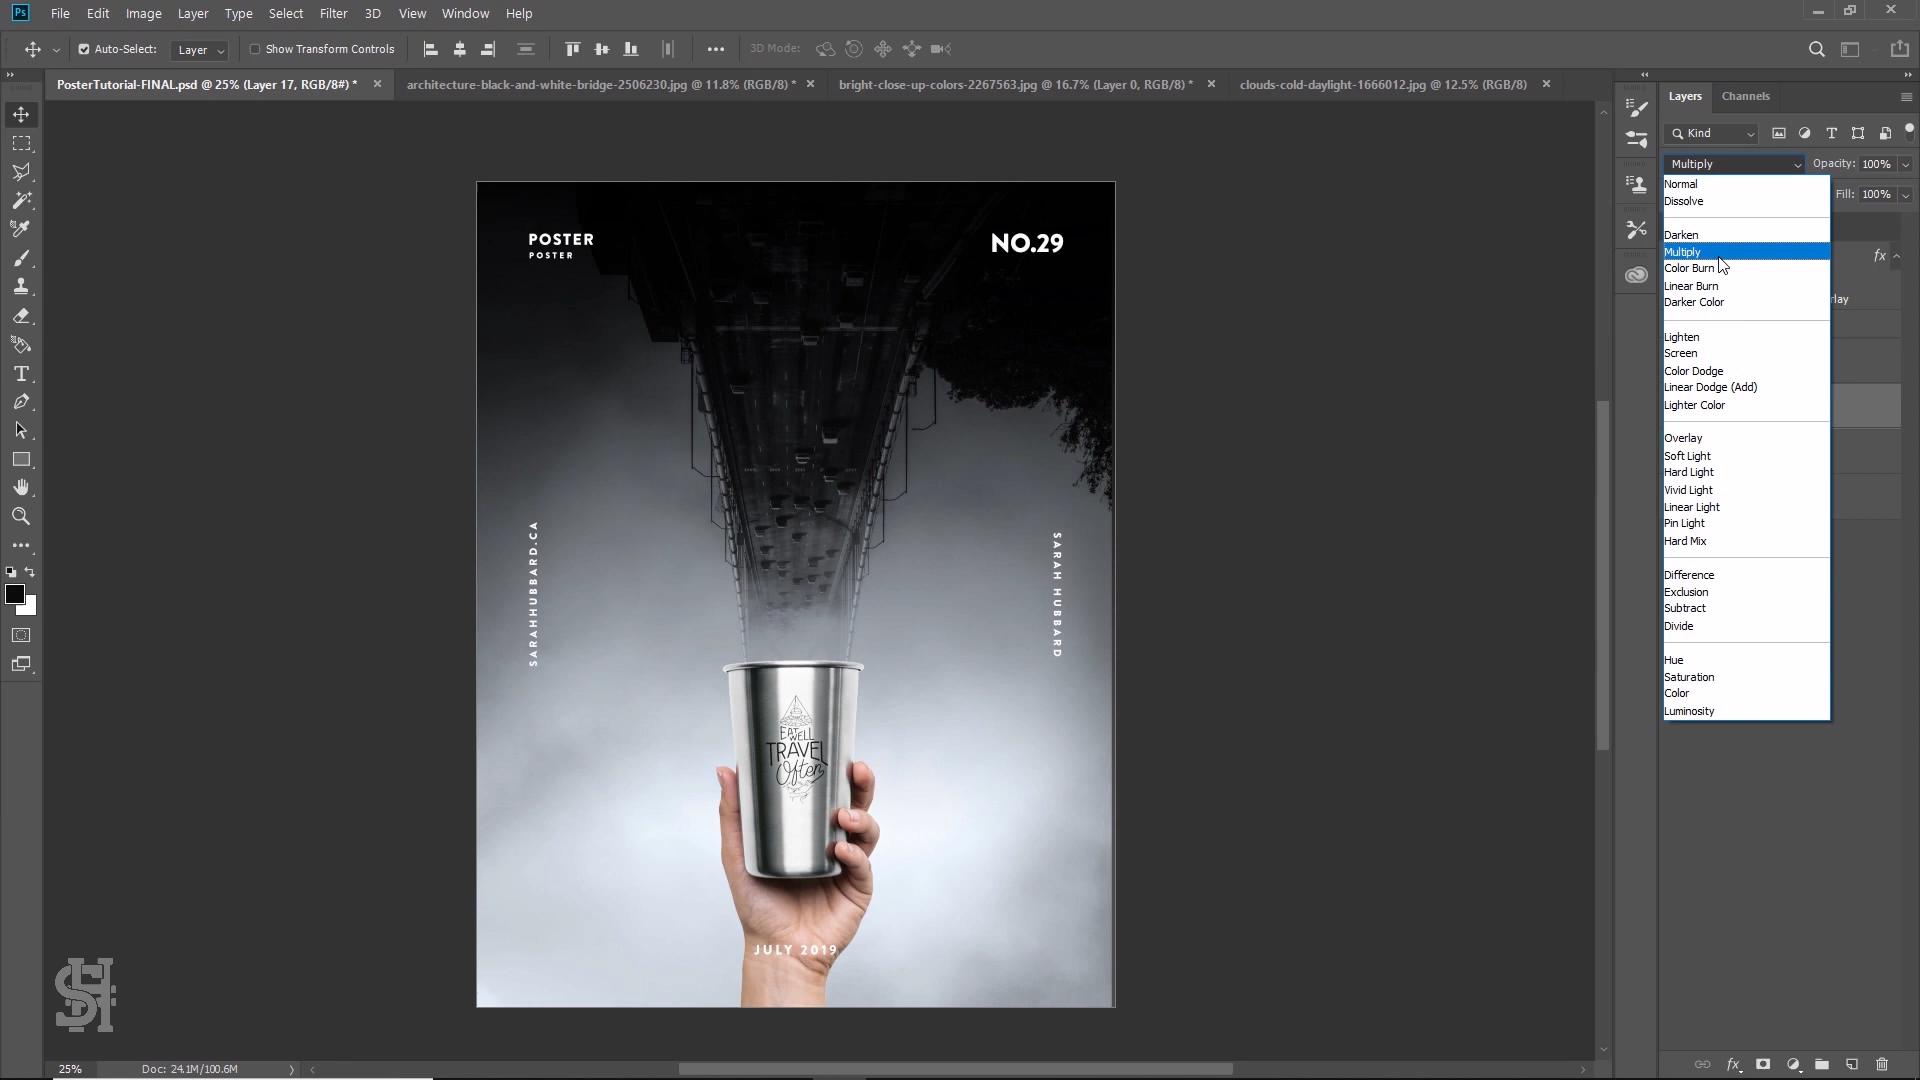 Ps File Edit Image Layer Type Select Filter 3D View Window Help
Auto-Select: Layer Show Transform Controls 3D Mode:
PosterTutorial-FINAL.psd @ 25% (Layer 17, RGB/8#) * architecture-black-and-white-bridge-2506230.jpg @ 11.8% (RGB/8) * bright-close-up-colors-2267563.jpg @ 16.7% (Layer 0, RGB/8) * clouds-cold-daylight-1666012.jpg @ 12.5% (RGB/8)
Layers Channels
Kind
Multiply Opacity: 100%
Fill: 100%
Normal
Dissolve
Darken
Multiply
Color Burn
Linear Burn
Darker Color
Lighten
Screen
Color Dodge
Linear Dodge (Add)
Lighter Color
Overlay
Soft Light
Hard Light
Vivid Light
Linear Light
Pin Light
Hard Mix
Difference
Exclusion
Subtract
Divide
Hue
Saturation
Color
Luminosity
fx
rlay
POSTER
POSTER
NO.29
SARAHHUBBARD.CA
SARAH HUBBARD
EAT WELL
TRAVEL
Often
JULY 2019
SH
25% Doc: 24.1M/100.6M
fx